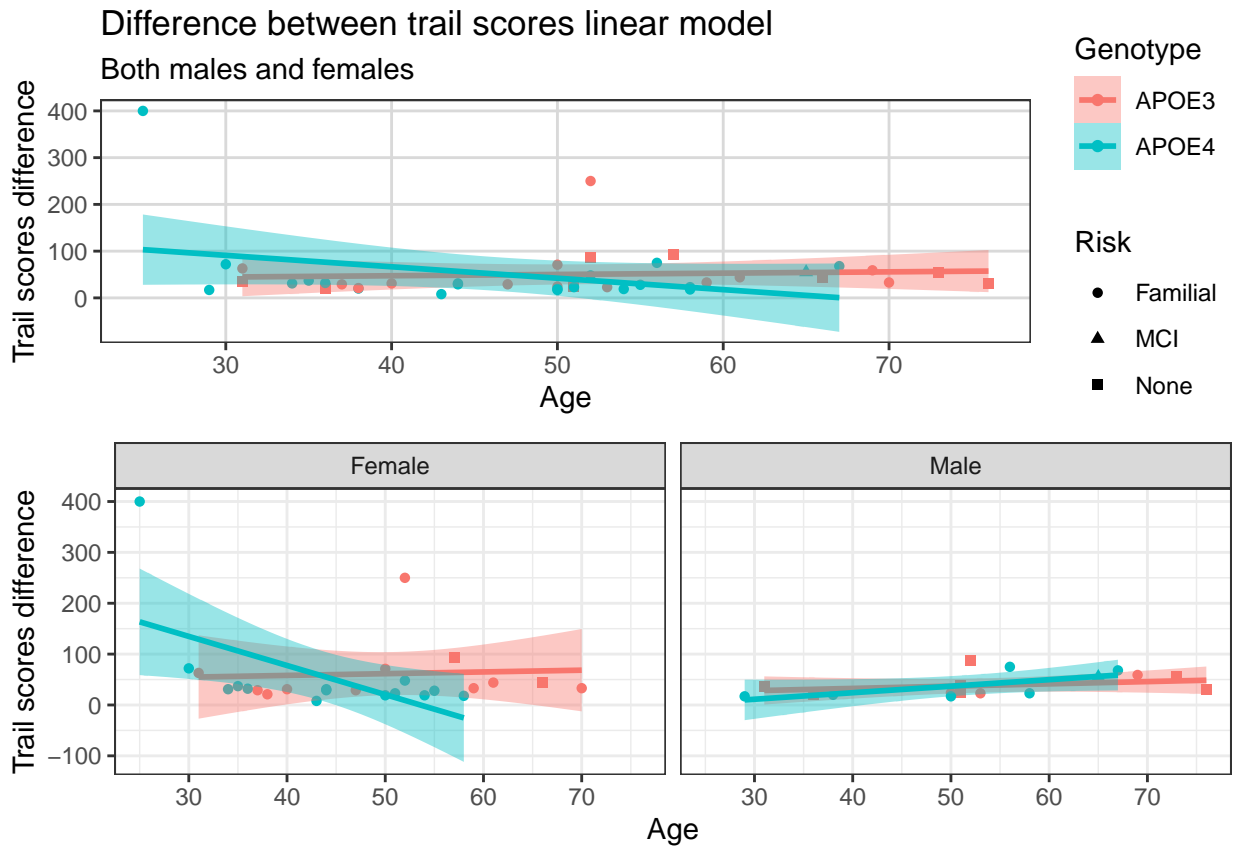 Difference between trail scores linear model
Both males and females
Trail scores difference
400
300
200
100
0
30
40
50
60
70
Age
Genotype
APOE3
APOE4
Risk
Familial
MCI
None
Female
Male
Trail scores difference
400
300
200
100
0
−100
30
40
50
60
70
30
40
50
60
70
Age